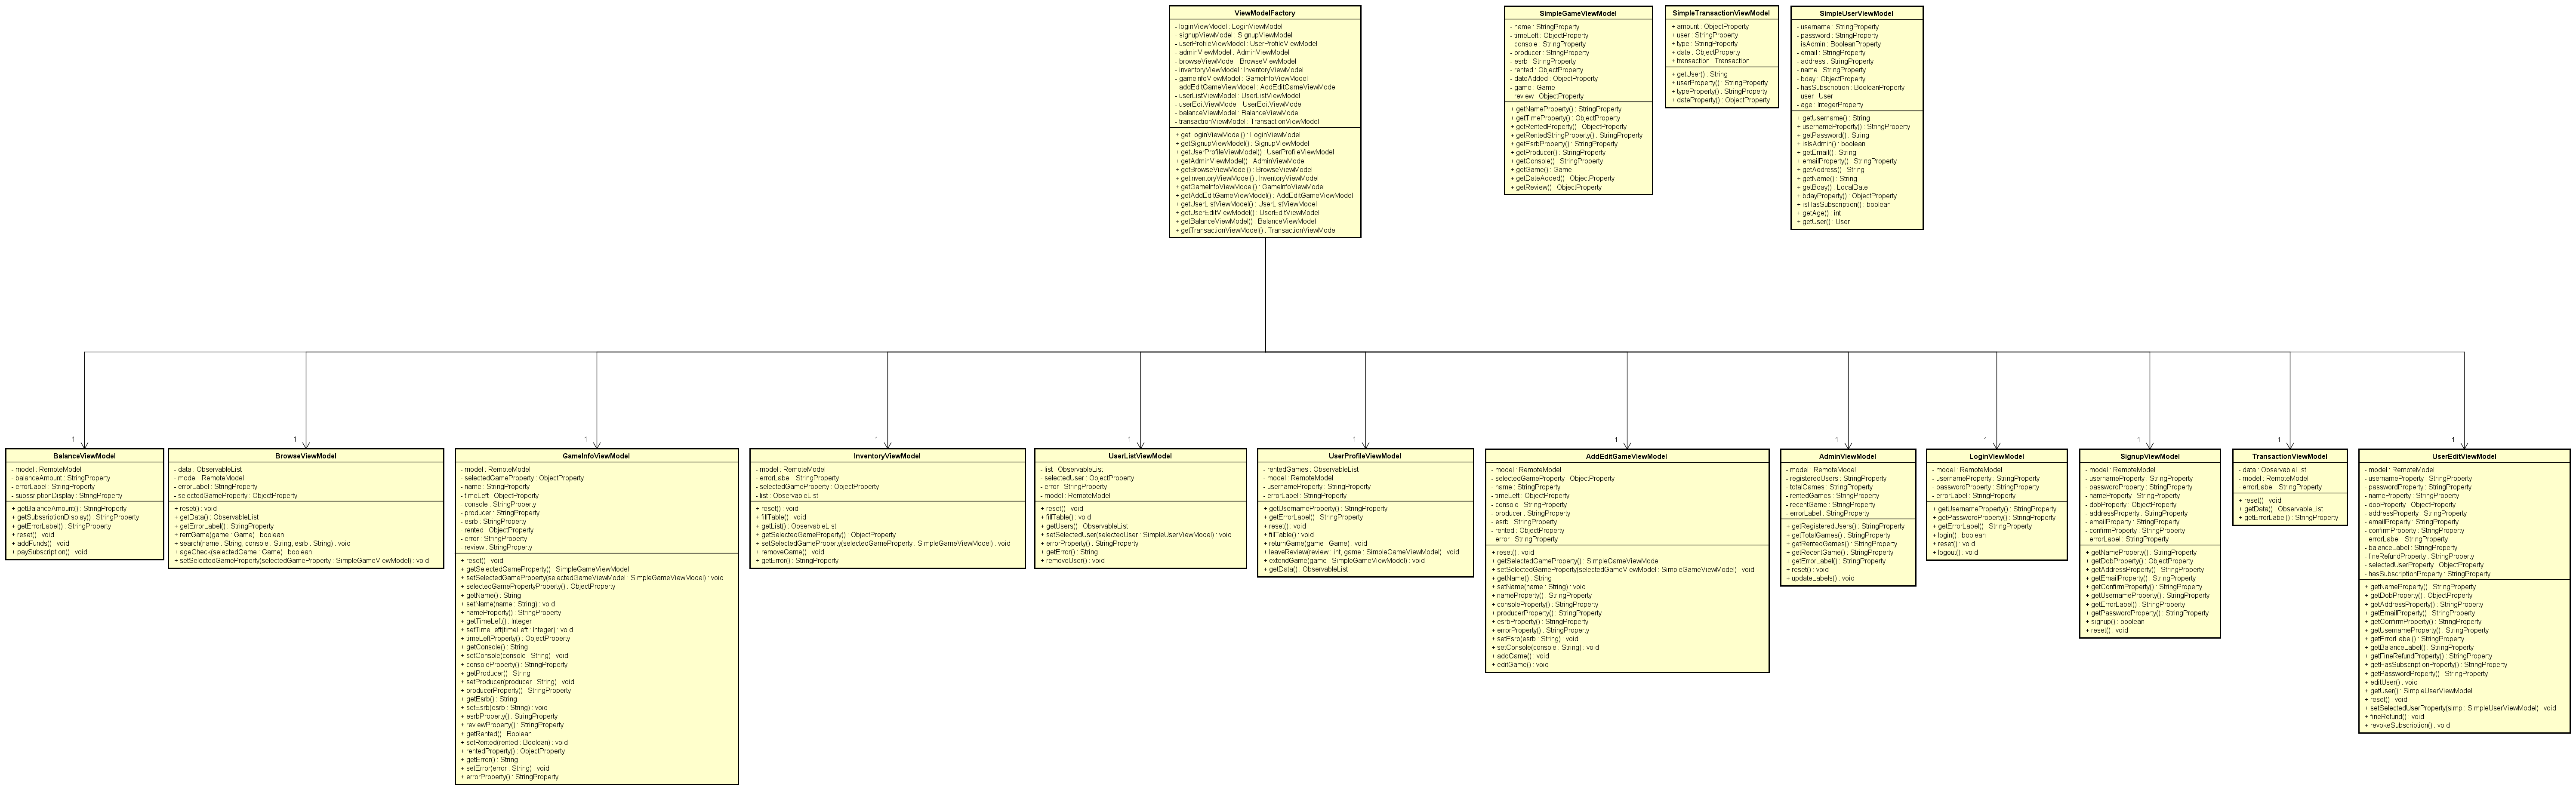 ViewModelFactory
- loginViewModel : LoginViewModel
- signupViewModel : SignupViewModel
- userProfileViewModel : UserProfileViewModel
- adminViewModel : AdminViewModel
- browseViewModel : BrowseViewModel
- inventoryViewModel : InventoryViewModel
- gameInfoViewModel : GameInfoViewModel
- addEditGameViewModel : AddEditGameViewModel
- userListViewModel : UserListViewModel
- userEditViewModel : UserEditViewModel
- balanceViewModel : BalanceViewModel
- transactionViewModel : TransactionViewModel
+ getLoginViewModel() : LoginViewModel
+ getSignupViewModel() : SignupViewModel
+ getUserProfileViewModel() : UserProfileViewModel
+ getAdminViewModel() : AdminViewModel
+ getBrowseViewModel() : BrowseViewModel
+ getInventoryViewModel() : InventoryViewModel
+ getGameInfoViewModel() : GameInfoViewModel
+ getAddEditGameViewModel() : AddEditGameViewModel
+ getUserListViewModel() : UserListViewModel
+ getUserEditViewModel() : UserEditViewModel
+ getBalanceViewModel() : BalanceViewModel
+ getTransactionViewModel() : TransactionViewModel
SimpleGameViewModel
- name : StringProperty
- timeLeft : ObjectProperty
- console : StringProperty
- producer : StringProperty
- esrb : StringProperty
- rented : ObjectProperty
- dateAdded : ObjectProperty
- game : Game
- review : ObjectProperty
+ getNameProperty() : StringProperty
+ getTimeProperty() : ObjectProperty
+ getRentedProperty() : ObjectProperty
+ getRentedStringProperty() : StringProperty
+ getEsrbProperty() : StringProperty
+ getProducer() : StringProperty
+ getConsole() : StringProperty
+ getGame() : Game
+ getDateAdded() : ObjectProperty
+ getReview() : ObjectProperty
SimpleTransactionViewModel
+ amount : ObjectProperty
+ user : StringProperty
+ type : StringProperty
+ date : ObjectProperty
+ transaction : Transaction
+ getUser() : String
+ userProperty() : StringProperty
+ typeProperty() : StringProperty
+ dateProperty() : ObjectProperty
SimpleUserViewModel
- username : StringProperty
- password : StringProperty
- isAdmin : BooleanProperty
- email : StringProperty
- address : StringProperty
- name : StringProperty
- bday : ObjectProperty
- hasSubscription : BooleanProperty
- user : User
- age : IntegerProperty
+ getUsername() : String
+ usernameProperty() : StringProperty
+ getPassword() : String
+ isIsAdmin() : boolean
+ getEmail() : String
+ emailProperty() : StringProperty
+ getAddress() : String
+ getName() : String
+ getBday() : LocalDate
+ bdayProperty() : ObjectProperty
+ isHasSubscription() : boolean
+ getAge() : int
+ getUser() : User
1
1
1
1
1
1
1
1
1
1
1
1
BalanceViewModel
- model : RemoteModel
- balanceAmount : StringProperty
- errorLabel : StringProperty
- subssriptionDisplay : StringProperty
+ getBalanceAmount() : StringProperty
+ getSubssriptionDisplay() : StringProperty
+ getErrorLabel() : StringProperty
+ reset() : void
+ addFunds() : void
+ paySubscription() : void
BrowseViewModel
- data : ObservableList
- model : RemoteModel
- errorLabel : StringProperty
- selectedGameProperty : ObjectProperty
+ reset() : void
+ getData() : ObservableList
+ getErrorLabel() : StringProperty
+ rentGame(game : Game) : boolean
+ search(name : String, console : String, esrb : String) : void
+ ageCheck(selectedGame : Game) : boolean
+ setSelectedGameProperty(selectedGameProperty : SimpleGameViewModel) : void
GameInfoViewModel
- model : RemoteModel
- selectedGameProperty : ObjectProperty
- name : StringProperty
- timeLeft : ObjectProperty
- console : StringProperty
- producer : StringProperty
- esrb : StringProperty
- rented : ObjectProperty
- error : StringProperty
- review : StringProperty
+ reset() : void
+ getSelectedGameProperty() : SimpleGameViewModel
+ setSelectedGameProperty(selectedGameViewModel : SimpleGameViewModel) : void
+ selectedGamePropertyProperty() : ObjectProperty
+ getName() : String
+ setName(name : String) : void
+ nameProperty() : StringProperty
+ getTimeLeft() : Integer
+ setTimeLeft(timeLeft : Integer) : void
+ timeLeftProperty() : ObjectProperty
+ getConsole() : String
+ setConsole(console : String) : void
+ consoleProperty() : StringProperty
+ getProducer() : String
+ setProducer(producer : String) : void
+ producerProperty() : StringProperty
+ getEsrb() : String
+ setEsrb(esrb : String) : void
+ esrbProperty() : StringProperty
+ reviewProperty() : StringProperty
+ getRented() : Boolean
+ setRented(rented : Boolean) : void
+ rentedProperty() : ObjectProperty
+ getError() : String
+ setError(error : String) : void
+ errorProperty() : StringProperty
InventoryViewModel
- model : RemoteModel
- errorLabel : StringProperty
- selectedGameProperty : ObjectProperty
- list : ObservableList
+ reset() : void
+ fillTable() : void
+ getList() : ObservableList
+ getSelectedGameProperty() : ObjectProperty
+ setSelectedGameProperty(selectedGameProperty : SimpleGameViewModel) : void
+ removeGame() : void
+ getError() : StringProperty
UserListViewModel
- list : ObservableList
- selectedUser : ObjectProperty
- error : StringProperty
- model : RemoteModel
+ reset() : void
+ fillTable() : void
+ getUsers() : ObservableList
+ setSelectedUser(selectedUser : SimpleUserViewModel) : void
+ errorProperty() : StringProperty
+ getError() : String
+ removeUser() : void
UserProfileViewModel
- rentedGames : ObservableList
- model : RemoteModel
- usernameProperty : StringProperty
- errorLabel : StringProperty
+ getUsernameProperty() : StringProperty
+ getErrorLabel() : StringProperty
+ reset() : void
+ fillTable() : void
+ returnGame(game : Game) : void
+ leaveReview(review : int, game : SimpleGameViewModel) : void
+ extendGame(game : SimpleGameViewModel) : void
+ getData() : ObservableList
AddEditGameViewModel
- model : RemoteModel
- selectedGameProperty : ObjectProperty
- name : StringProperty
- timeLeft : ObjectProperty
- console : StringProperty
- producer : StringProperty
- esrb : StringProperty
- rented : ObjectProperty
- error : StringProperty
+ reset() : void
+ getSelectedGameProperty() : SimpleGameViewModel
+ setSelectedGameProperty(selectedGameViewModel : SimpleGameViewModel) : void
+ getName() : String
+ setName(name : String) : void
+ nameProperty() : StringProperty
+ consoleProperty() : StringProperty
+ producerProperty() : StringProperty
+ esrbProperty() : StringProperty
+ errorProperty() : StringProperty
+ setEsrb(esrb : String) : void
+ setConsole(console : String) : void
+ addGame() : void
+ editGame() : void
AdminViewModel
- model : RemoteModel
- registeredUsers : StringProperty
- totalGames : StringProperty
- rentedGames : StringProperty
- recentGame : StringProperty
- errorLabel : StringProperty
+ getRegisteredUsers() : StringProperty
+ getTotalGames() : StringProperty
+ getRentedGames() : StringProperty
+ getRecentGame() : StringProperty
+ getErrorLabel() : StringProperty
+ reset() : void
+ updateLabels() : void
LoginViewModel
- model : RemoteModel
- usernameProperty : StringProperty
- passwordProperty : StringProperty
- errorLabel : StringProperty
+ getUsernameProperty() : StringProperty
+ getPasswordProperty() : StringProperty
+ getErrorLabel() : StringProperty
+ login() : boolean
+ reset() : void
+ logout() : void
SignupViewModel
- model : RemoteModel
- usernameProperty : StringProperty
- passwordProperty : StringProperty
- nameProperty : StringProperty
- dobProperty : ObjectProperty
- addressProperty : StringProperty
- emailProperty : StringProperty
- confirmProperty : StringProperty
- errorLabel : StringProperty
+ getNameProperty() : StringProperty
+ getDobProperty() : ObjectProperty
+ getAddressProperty() : StringProperty
+ getEmailProperty() : StringProperty
+ getConfirmProperty() : StringProperty
+ getUsernameProperty() : StringProperty
+ getErrorLabel() : StringProperty
+ getPasswordProperty() : StringProperty
+ signup() : boolean
+ reset() : void
TransactionViewModel
- data : ObservableList
- model : RemoteModel
- errorLabel : StringProperty
+ reset() : void
+ getData() : ObservableList
+ getErrorLabel() : StringProperty
UserEditViewModel
- model : RemoteModel
- usernameProperty : StringProperty
- passwordProperty : StringProperty
- nameProperty : StringProperty
- dobProperty : ObjectProperty
- addressProperty : StringProperty
- emailProperty : StringProperty
- confirmProperty : StringProperty
- errorLabel : StringProperty
- balanceLabel : StringProperty
- fineRefundProperty : StringProperty
- selectedUserProperty : ObjectProperty
- hasSubscriptionProperty : StringProperty
+ getNameProperty() : StringProperty
+ getDobProperty() : ObjectProperty
+ getAddressProperty() : StringProperty
+ getEmailProperty() : StringProperty
+ getConfirmProperty() : StringProperty
+ getUsernameProperty() : StringProperty
+ getErrorLabel() : StringProperty
+ getBalanceLabel() : StringProperty
+ getFineRefundProperty() : StringProperty
+ getHasSubscriptionProperty() : StringProperty
+ getPasswordProperty() : StringProperty
+ editUser() : void
+ getUser() : SimpleUserViewModel
+ reset() : void
+ setSelectedUserProperty(simp : SimpleUserViewModel) : void
+ fineRefund() : void
+ revokeSubscription() : void